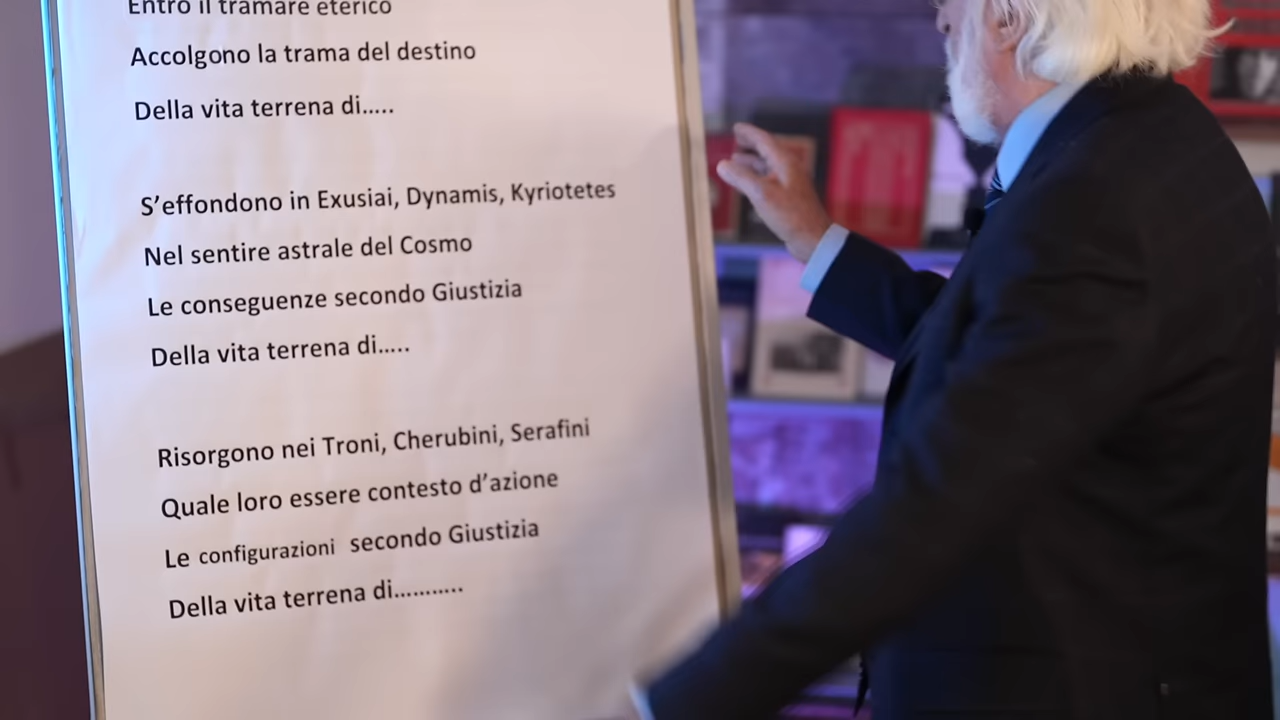 Entro il tramare eterico
Accolgono la trama del destino
Della vita terrena di.....
S'effondono in Exusiai, Dynamis, Kyriotetes
Nel sentire astrale del Cosmo
Le conseguenze secondo Giustizia
Della vita terrena di.....
Risorgono nei Troni, Cherubini, Serafini
Quale loro essere contesto d'azione
Le configurazioni secondo Giustizia
Della vita terrena di...........